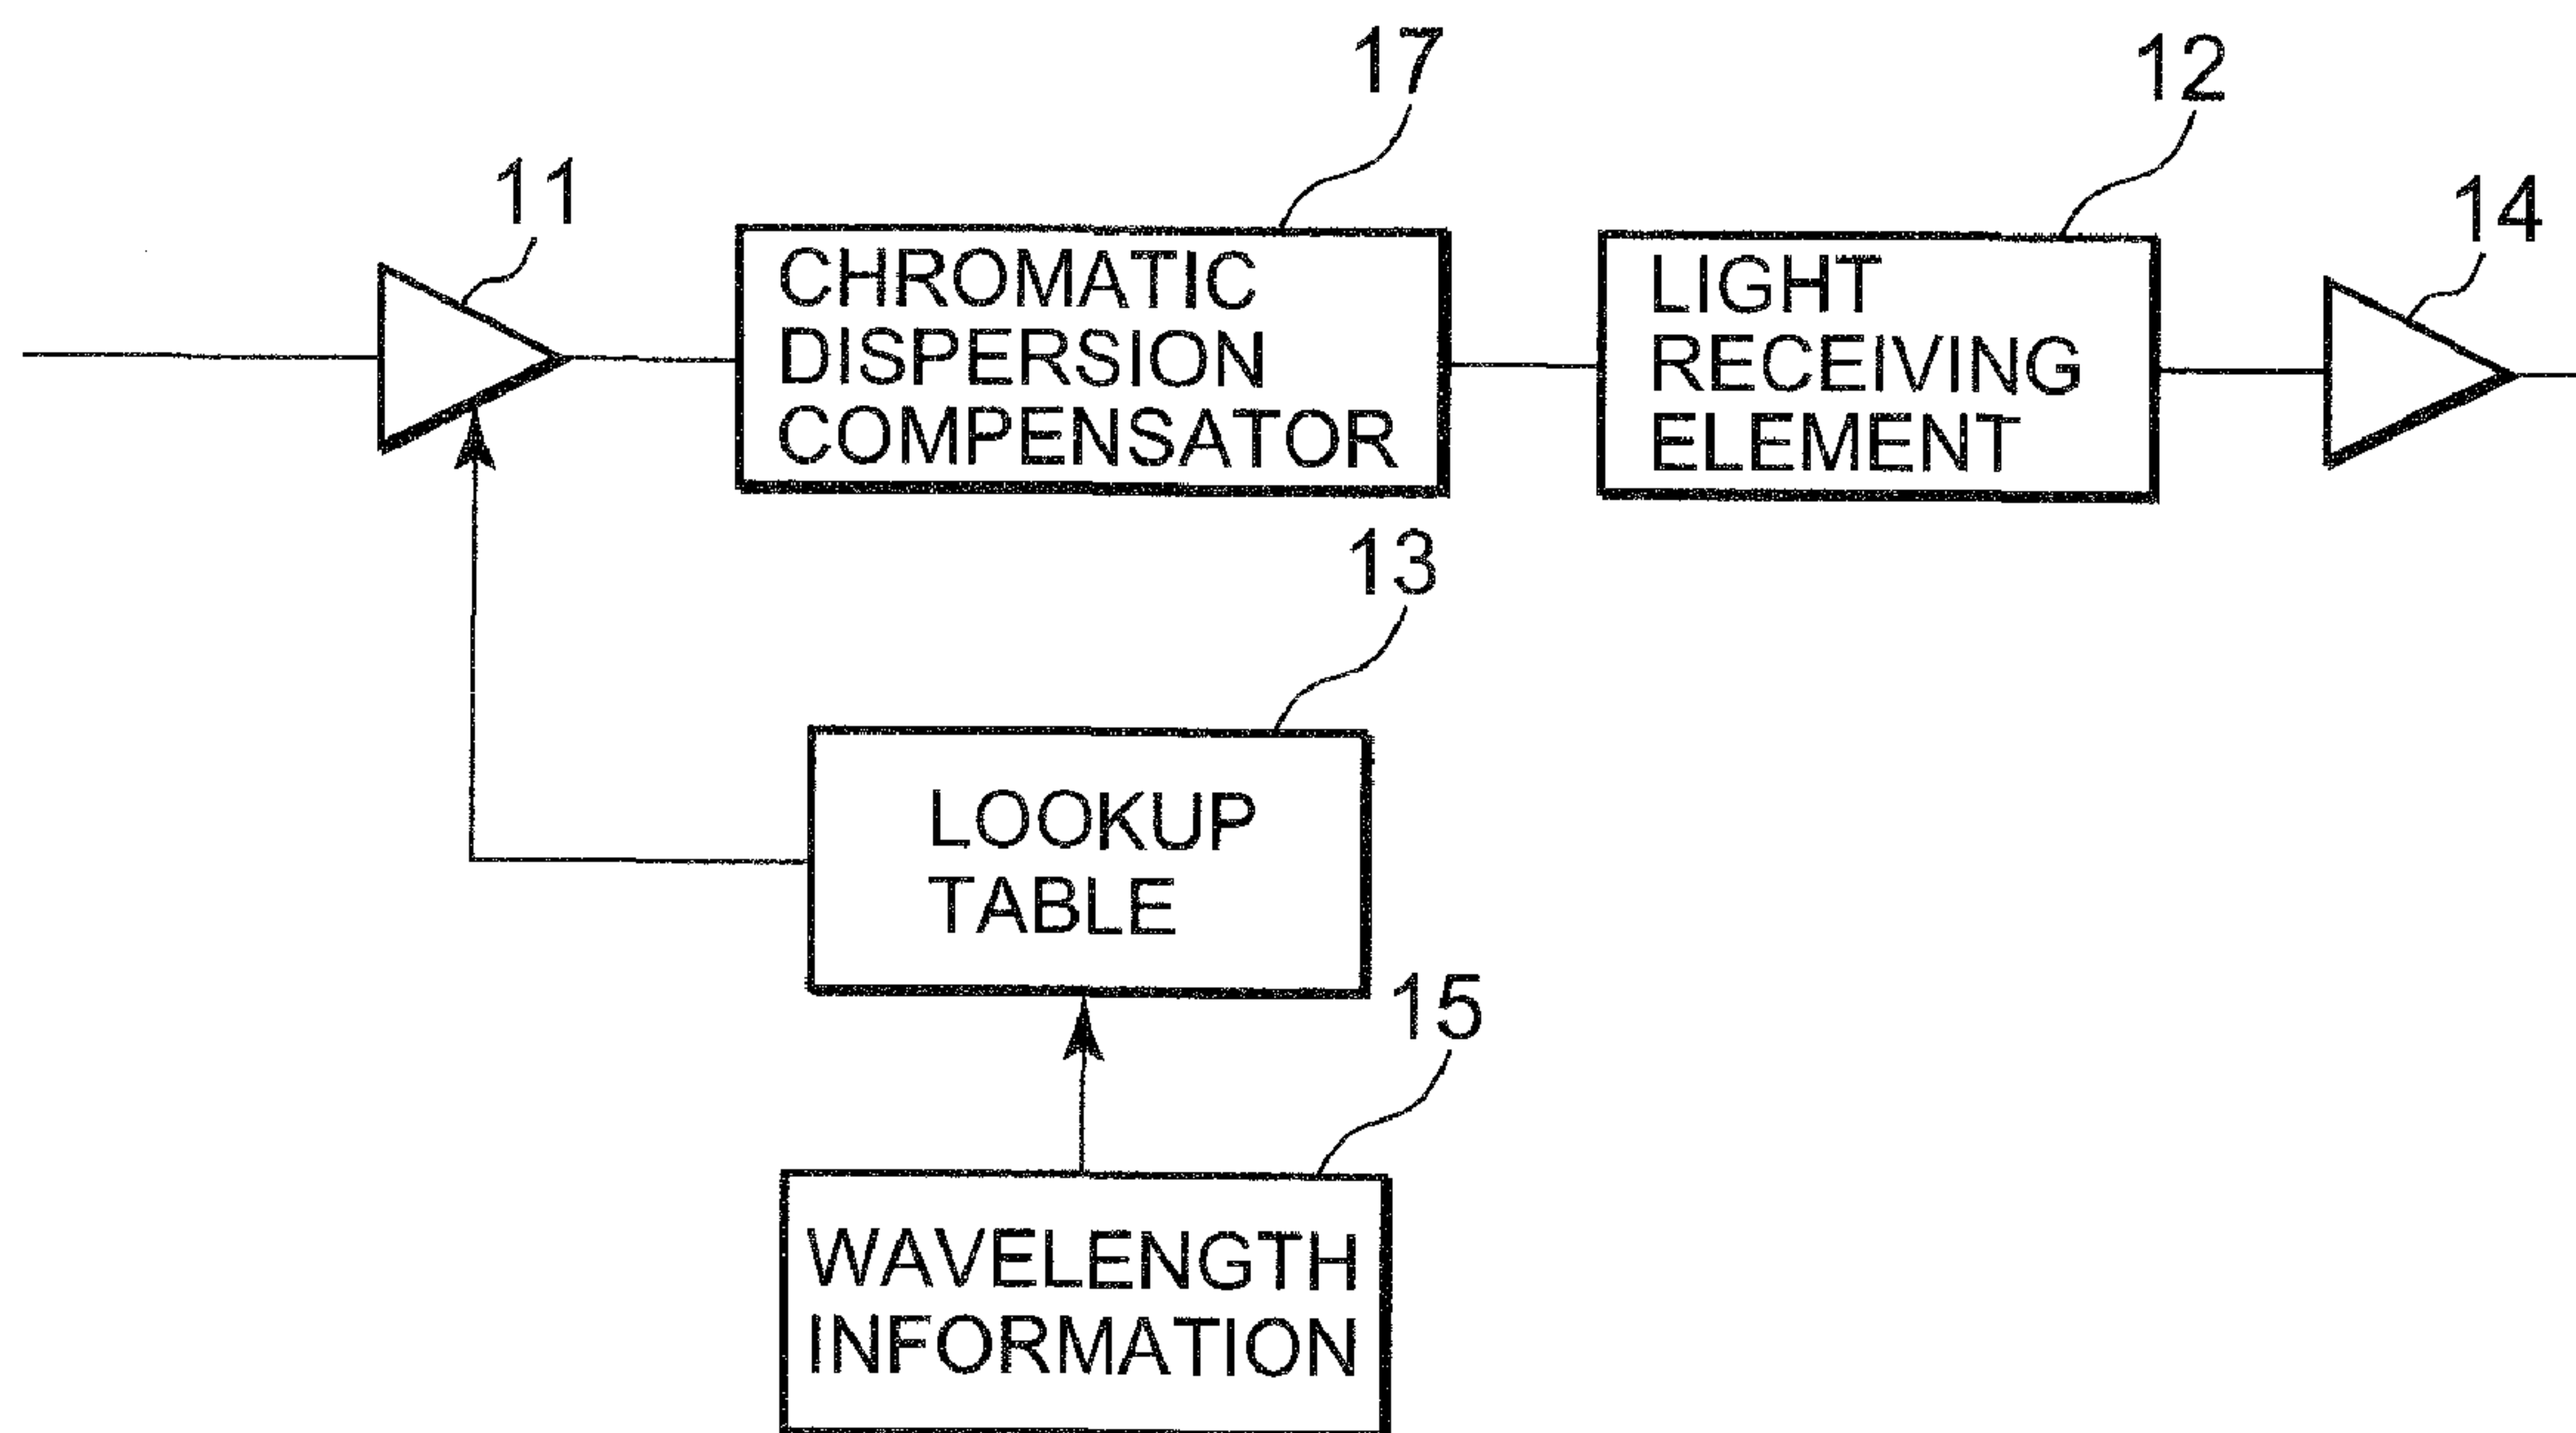 17
12
11
14
CHROMATIC
DISPERSION
COMPENSATOR
LIGHT
RECEIVING
ELEMENT
13
LOOKUP
TABLE
15
WAVELENGTH
INFORMATION